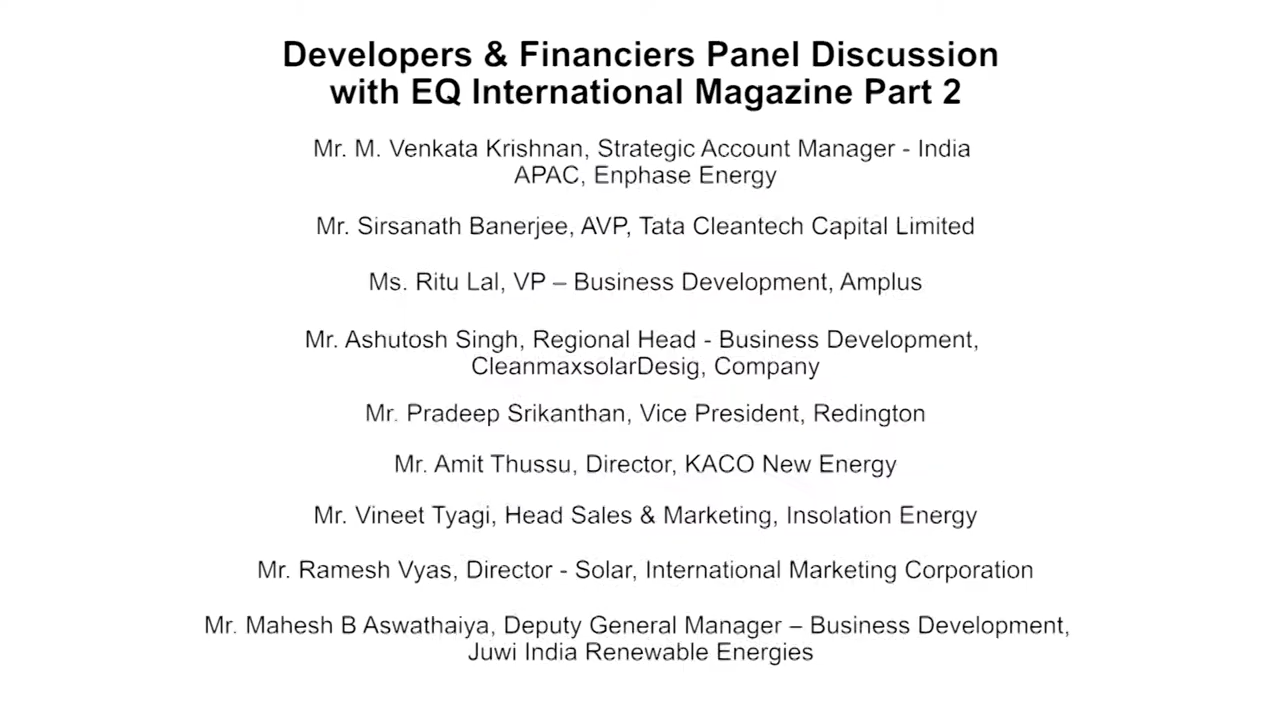 Developers & Financiers Panel Discussion
with EQ International Magazine Part 2
Mr. M. Venkata Krishnan, Strategic Account Manager - India
APAC, Enphase Energy
Mr. Sirsanath Banerjee, AVP, Tata Cleantech Capital Limited
Ms. Ritu Lal, VP – Business Development, Amplus
Mr. Ashutosh Singh, Regional Head - Business Development,
CleanmaxsolarDesig, Company
Mr. Pradeep Srikanthan, Vice President, Redington
Mr. Amit Thussu, Director, KACO New Energy
Mr. Vineet Tyagi, Head Sales & Marketing, Insolation Energy
Mr. Ramesh Vyas, Director - Solar, International Marketing Corporation
Mr. Mahesh B Aswathaiya, Deputy General Manager – Business Development,
Juwi India Renewable Energies